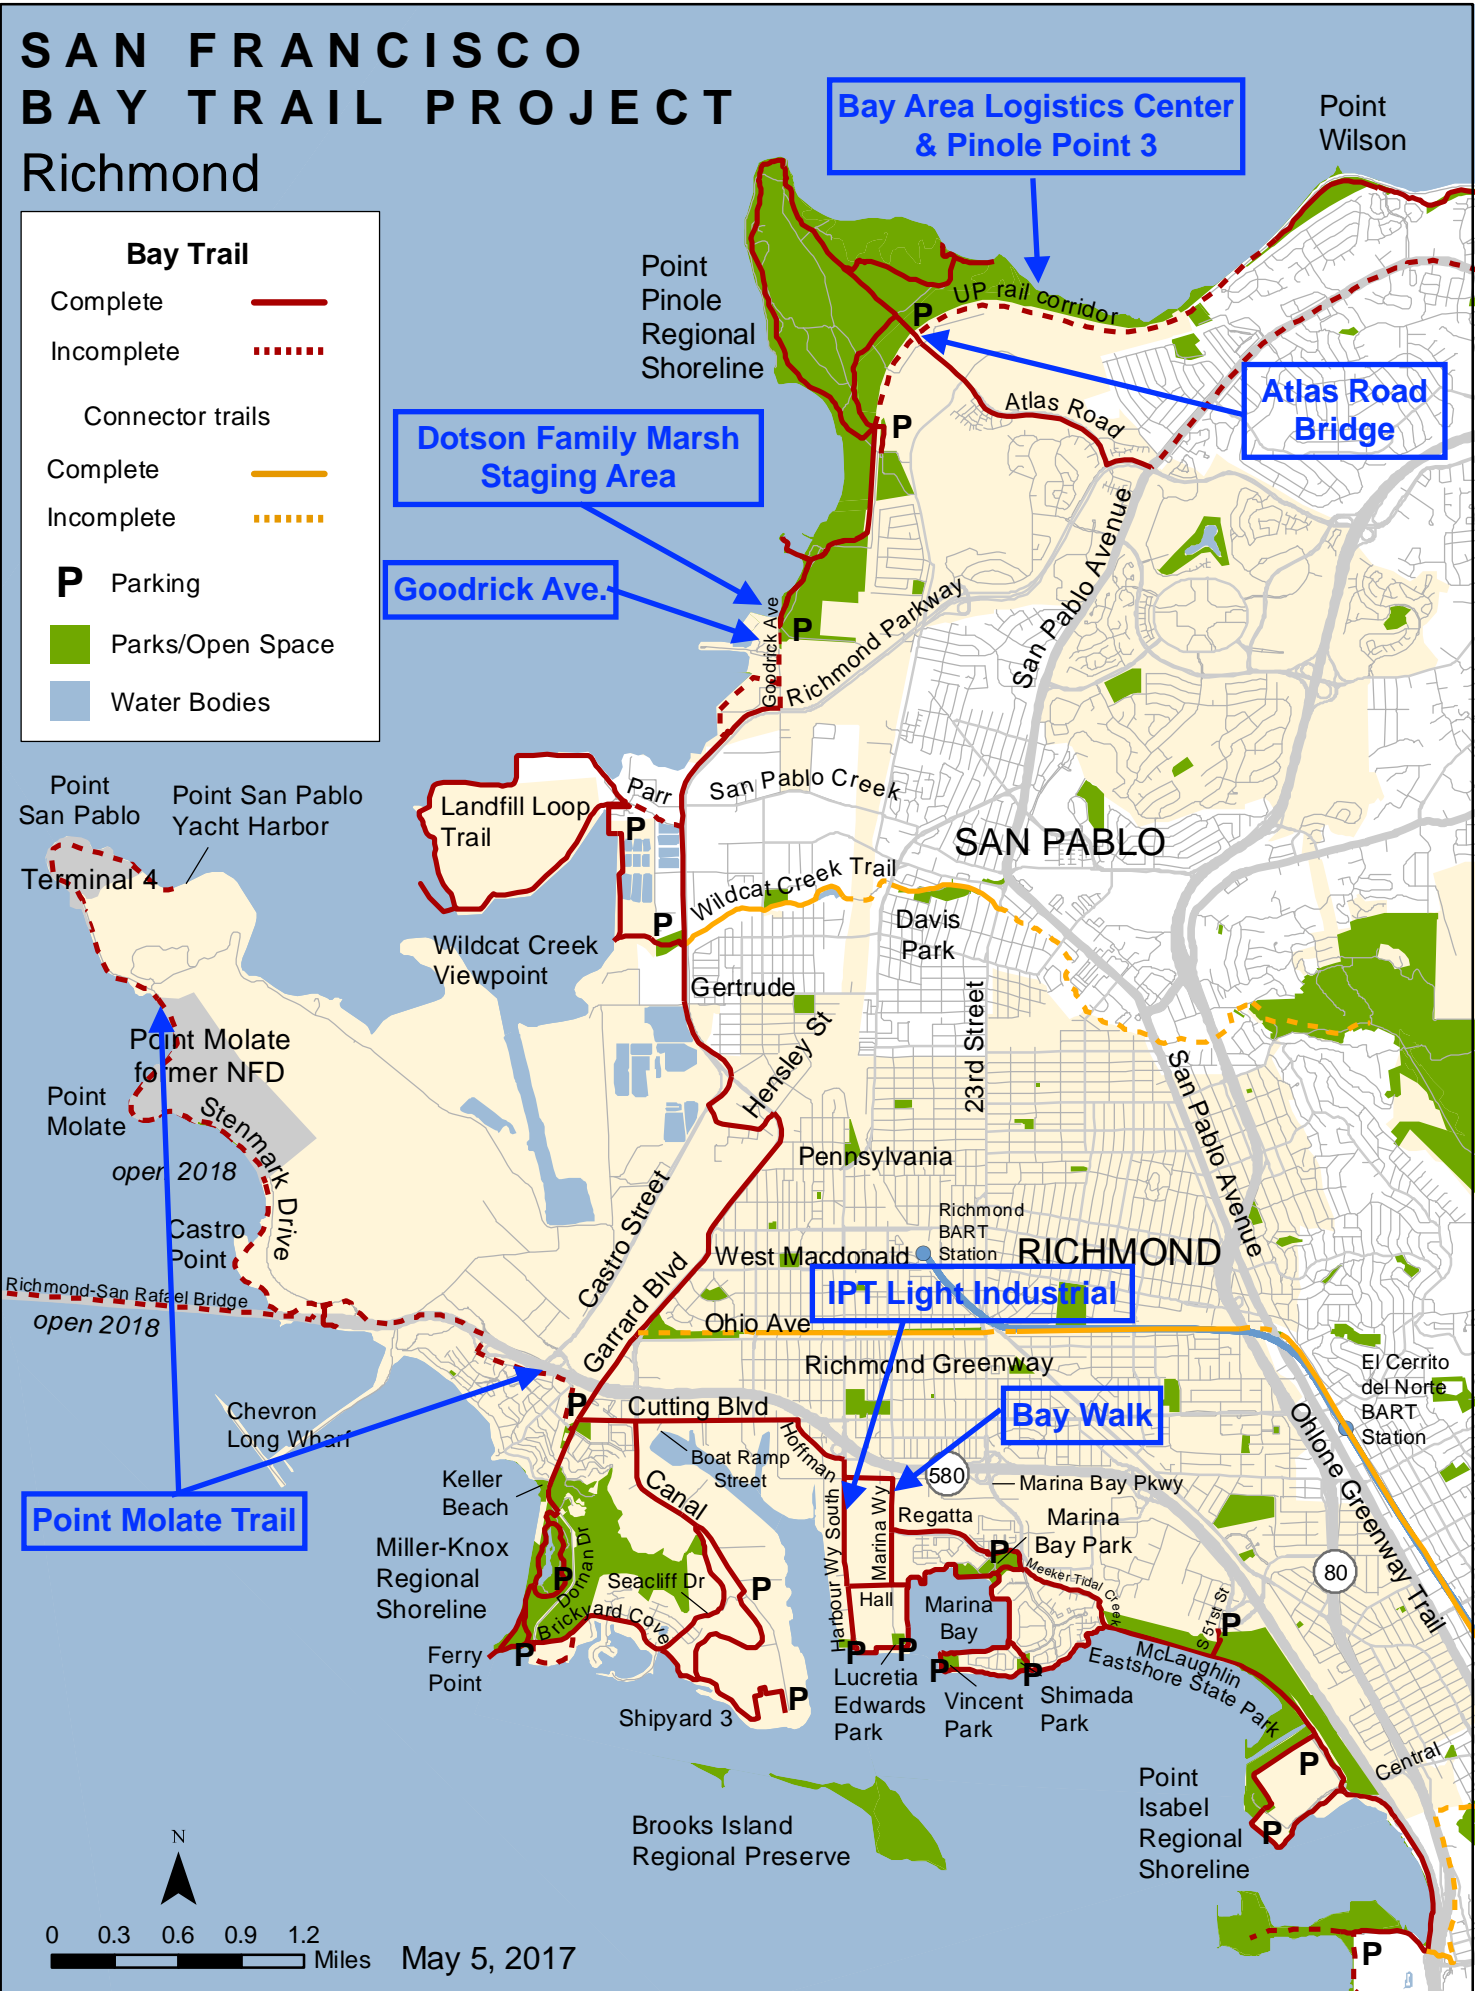 SAN FRANCISCO
BAY TRAIL PROJECT
Richmond
Bay Trail
Complete
Incomplete
Connector trails
Complete
Incomplete
P Parking
Parks/Open Space
Water Bodies
Bay Area Logistics Center
& Pinole Point 3
Point
Wilson
Point
Pinole
Regional
Shoreline
P
UP rail corridor
Atlas Road
Bridge
Atlas Road
P
Dotson Family Marsh
Staging Area
Goodrick Ave.
Goodrick Ave
P
Richmond Parkway
San Pablo Avenue
Point
San Pablo
Point San Pablo
Yacht Harbor
Terminal 4
Landfill Loop
Trail
Parr
P
San Pablo Creek
SAN PABLO
Wildcat Creek Trail
P
Davis
Park
Wildcat Creek
Viewpoint
Gertrude
Hensley St
23rd Street
San Pablo Avenue
Point Molate
former NFD
Point
Molate
Stenmark Drive
open 2018
Castro
Point
Richmond-San Rafael Bridge
open 2018
Pennsylvania
Castro Street
Garrard Blvd
Richmond
BART
Station
West Macdonald
RICHMOND
IPT Light Industrial
Ohio Ave
Richmond Greenway
El Cerrito
del Norte
BART
Station
Ohlone Greenway Trail
Chevron
Long Wharf
P
Cutting Blvd
Bay Walk
Hoffman
Boat Ramp
Street
580
Marina Bay Pkwy
Keller
Beach
Canal
Point Molate Trail
Harbour Wy South
Marina Wy
Regatta
Marina
Bay Park
P
Meeker Tidal Creek
80
Miller-Knox
Regional
Shoreline
P
Dornan Dr
Seacliff Dr
P
Hall
Marina
Bay
Brickyard Cove
S 51st St
P
Ferry
Point
P
P
P
P
P
McLaughlin
Eastshore State Park
Lucretia
Edwards
Park
Vincent
Park
Shimada
Park
Shipyard 3
P
Central
P
Point
Isabel
Regional
Shoreline
P
Brooks Island
Regional Preserve
N
0 0.3 0.6 0.9 1.2
Miles
May 5, 2017
P